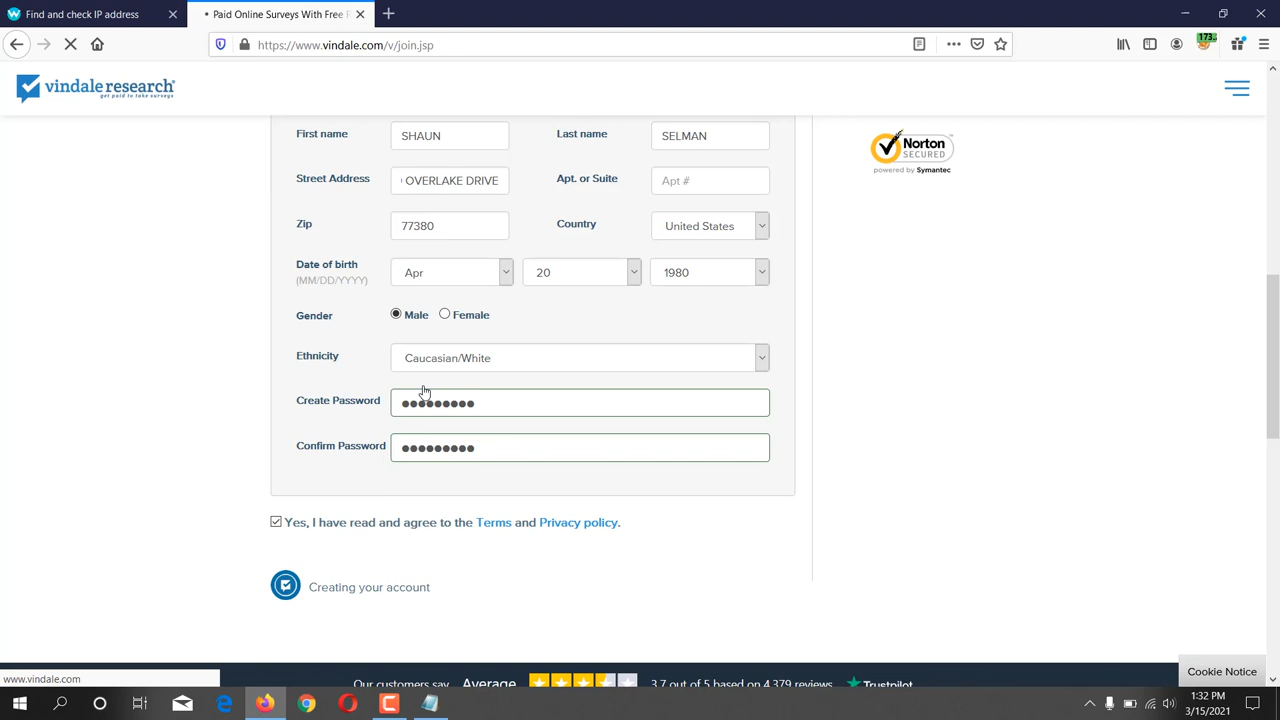 Find and check IP address
Paid Online Surveys With Free R
https://www.vindale.com/v/join.jsp
173..
vindale research
get paid to take surveys
First name SHAUN Last name SELMAN
Street Address OVERLAKE DRIVE Apt. or Suite Apt #
Zip 77380 Country United States
Date of birth
(MM/DD/YYYY)
Apr 20 1980
Gender Male Female
Ethnicity Caucasian/White
Create Password
Confirm Password
Yes, I have read and agree to the Terms and Privacy policy.
Creating your account
Norton
SECURED
powered by Symantec
Cookie Notice
www.vindale.com
Our customers say Average 3.7 out of 5 based on 4,379 reviews Trustpilot
1:32 PM
3/15/2021